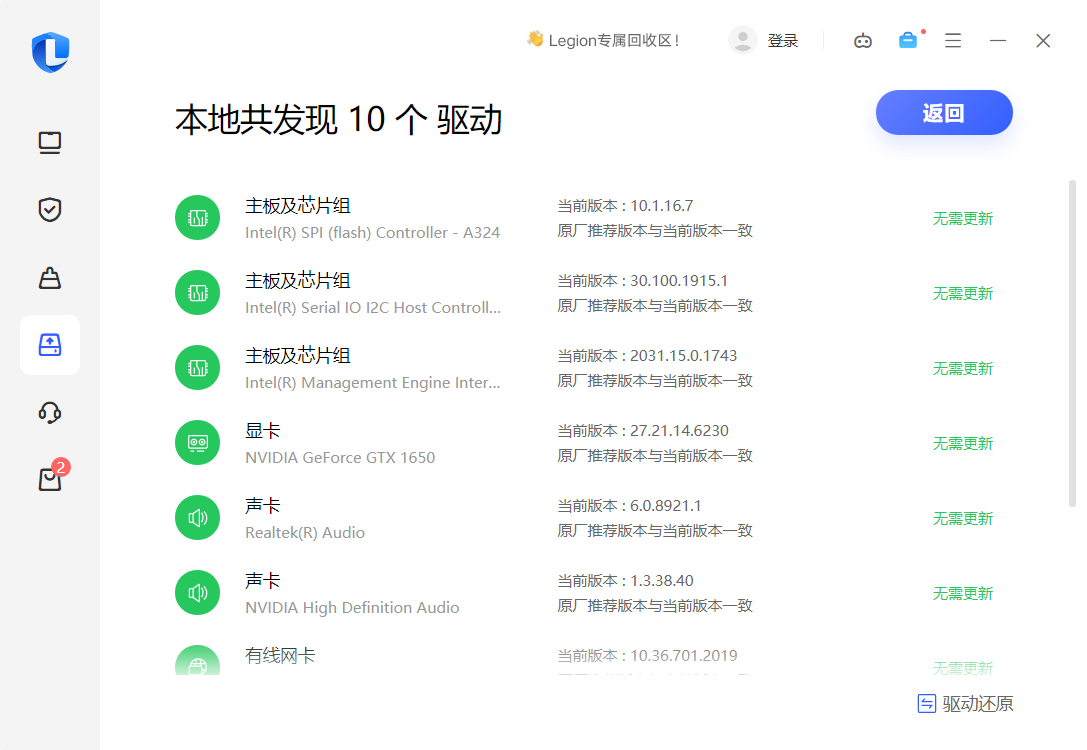 Legion专属回收区！
登录
本地共发现 10 个 驱动
返回
主板及芯片组
Intel(R) SPI (flash) Controller - A324
当前版本：10.1.16.7
原厂推荐版本与当前版本一致
无需更新
主板及芯片组
Intel(R) Serial IO I2C Host Controll...
当前版本：30.100.1915.1
原厂推荐版本与当前版本一致
无需更新
主板及芯片组
Intel(R) Management Engine Inter...
当前版本：2031.15.0.1743
原厂推荐版本与当前版本一致
无需更新
显卡
NVIDIA GeForce GTX 1650
当前版本：27.21.14.6230
原厂推荐版本与当前版本一致
无需更新
声卡
Realtek(R) Audio
当前版本：6.0.8921.1
原厂推荐版本与当前版本一致
无需更新
声卡
NVIDIA High Definition Audio
当前版本：1.3.38.40
原厂推荐版本与当前版本一致
无需更新
有线网卡
当前版本：10.36.701.2019
无需更新
2
驱动还原